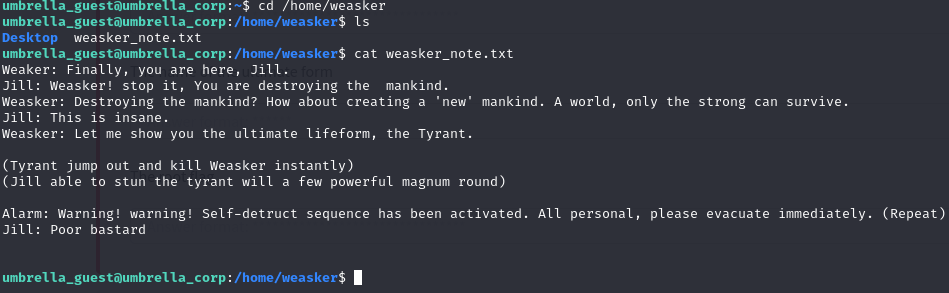 umbrella_guest@umbrella_corp:~$ cd /home/weasker
umbrella_guest@umbrella_corp:/home/weasker$ ls
Desktop  weasker_note.txt
umbrella_guest@umbrella_corp:/home/weasker$ cat weasker_note.txt
Weaker: Finally, you are here, Jill.
Jill: Weasker! stop it, You are destroying the  mankind.
Weasker: Destroying the mankind? How about creating a 'new' mankind. A world, only the strong can survive.
Jill: This is insane.
Weasker: Let me show you the ultimate lifeform, the Tyrant.
(Tyrant jump out and kill Weasker instantly)
(Jill able to stun the tyrant will a few powerful magnum round)
Alarm: Warning! warning! Self-detruct sequence has been activated. All personal, please evacuate immediately. (Repeat)
Jill: Poor bastard
umbrella_guest@umbrella_corp:/home/weasker$